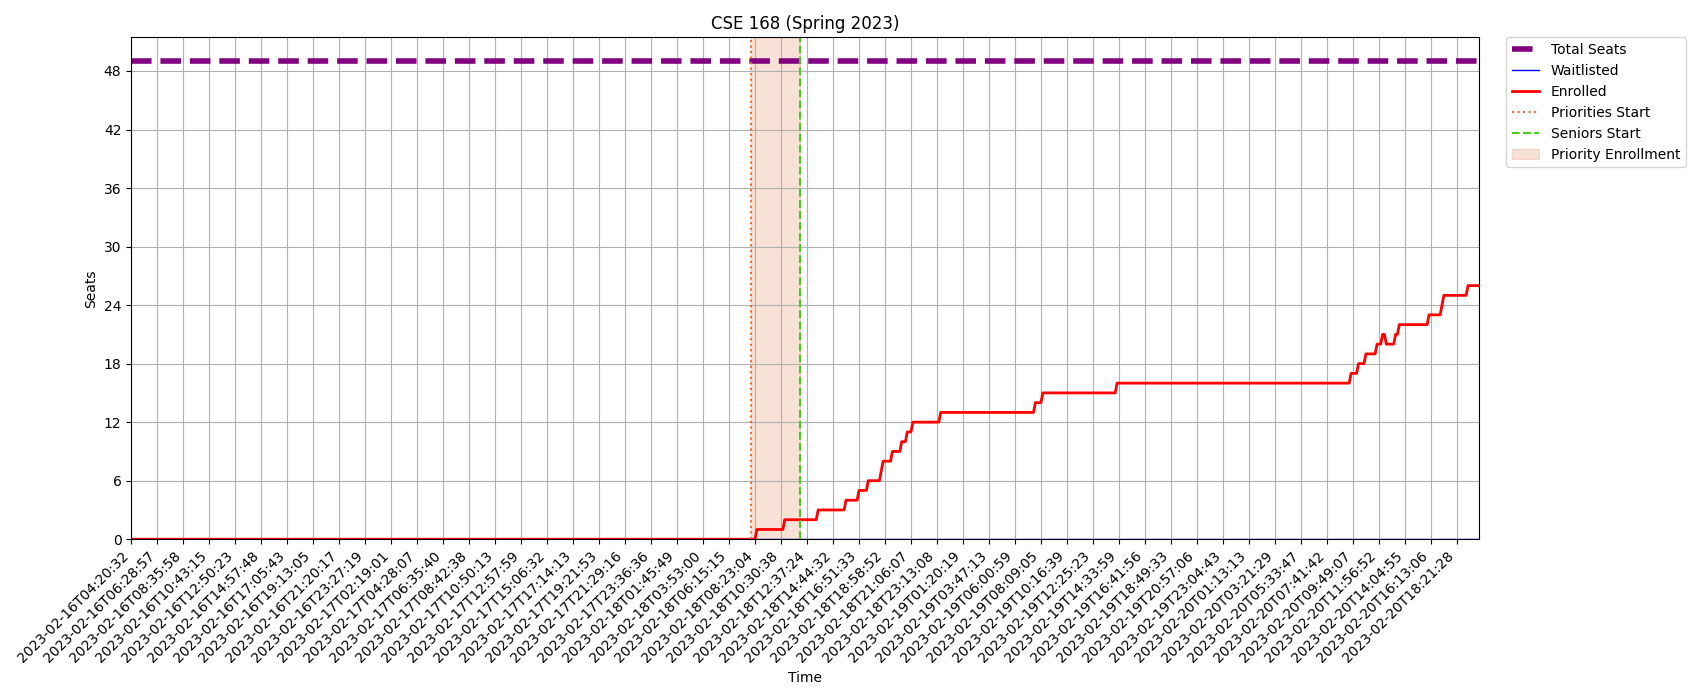 CSE 168 (Spring 2023)
Total Seats
Waitlisted
Enrolled
Priorities Start
Seniors Start
Priority Enrollment
Seats
48
42
36
30
24
18
12
6
0
2023-02-16T04:20:32
2023-02-16T06:28:57
2023-02-16T08:35:58
2023-02-16T10:43:15
2023-02-16T12:50:23
2023-02-16T14:57:48
2023-02-16T17:05:43
2023-02-16T19:13:05
2023-02-16T21:20:17
2023-02-16T23:27:19
2023-02-17T02:19:01
2023-02-17T04:28:07
2023-02-17T06:35:40
2023-02-17T08:42:38
2023-02-17T10:50:13
2023-02-17T12:57:59
2023-02-17T15:06:32
2023-02-17T17:14:13
2023-02-17T19:21:53
2023-02-17T21:29:16
2023-02-17T23:36:36
2023-02-18T01:45:49
2023-02-18T03:53:00
2023-02-18T06:15:15
2023-02-18T08:23:04
2023-02-18T10:30:38
2023-02-18T12:37:24
2023-02-18T14:44:32
2023-02-18T16:51:33
2023-02-18T18:58:52
2023-02-18T21:06:07
2023-02-18T23:13:08
2023-02-19T01:20:19
2023-02-19T03:47:13
2023-02-19T06:00:59
2023-02-19T08:09:05
2023-02-19T10:16:39
2023-02-19T12:25:23
2023-02-19T14:33:59
2023-02-19T16:41:56
2023-02-19T18:49:33
2023-02-19T20:57:06
2023-02-19T23:04:43
2023-02-20T01:13:13
2023-02-20T03:21:29
2023-02-20T05:33:47
2023-02-20T07:41:42
2023-02-20T09:49:07
2023-02-20T11:56:52
2023-02-20T14:04:55
2023-02-20T16:13:06
2023-02-20T18:21:28
Time